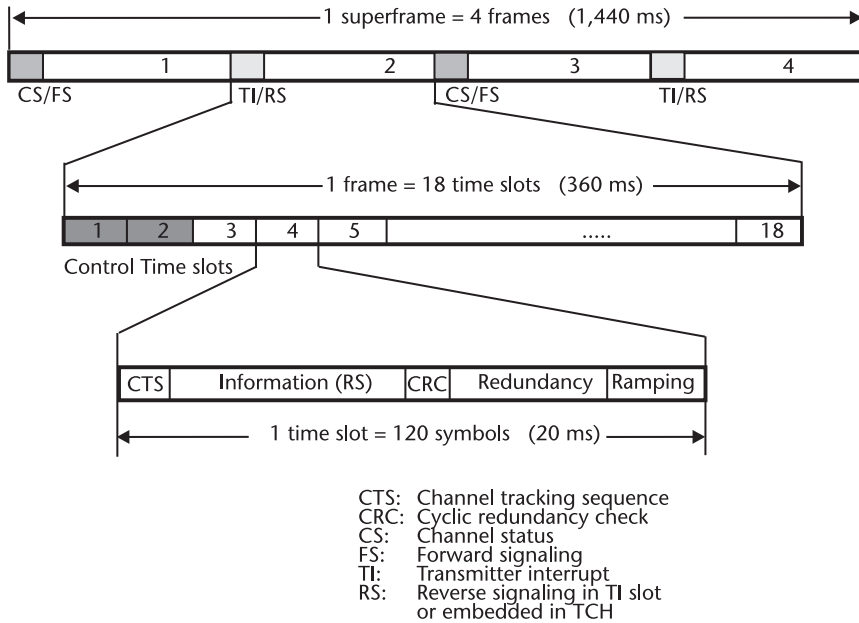 1 superframe = 4 frames (1,440 ms)
1 2 3 4
CS/FS TI/RS CS/FS TI/RS
1 frame = 18 time slots (360 ms)
1 2 3 4 5 ..... 18
Control Time slots
CTS Information (RS) CRC Redundancy Ramping
1 time slot = 120 symbols (20 ms)
CTS: Channel tracking sequence
CRC: Cyclic redundancy check
CS: Channel status
FS: Forward signaling
TI: Transmitter interrupt
RS: Reverse signaling in TI slot
or embedded in TCH